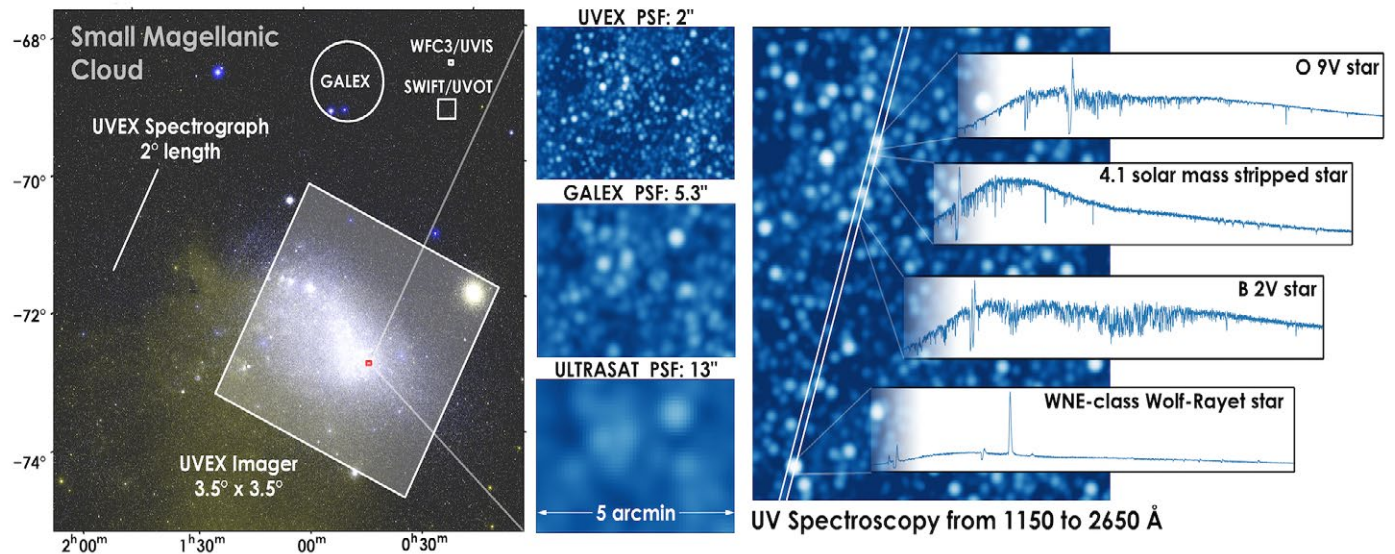 Small Magellanic
Cloud
GALEX
WFC3/UVIS
SWIFT/UVOT
UVEX Spectrograph
2° length
UVEX Imager
3.5° x 3.5°
−68°
−70°
−72°
−74°
2ʰ00ᵐ
1ʰ30ᵐ
00ᵐ
0ʰ30ᵐ
UVEX PSF: 2"
GALEX PSF: 5.3"
ULTRASAT PSF: 13"
5 arcmin
O 9V star
4.1 solar mass stripped star
B 2V star
WNE-class Wolf-Rayet star
UV Spectroscopy from 1150 to 2650 Å